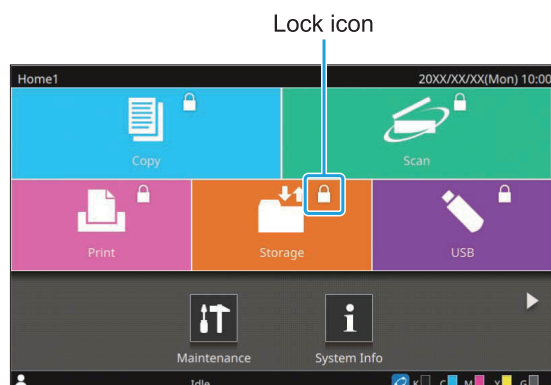 Lock icon
Home1 20XX/XX/XX(Mon) 10:00
Copy Scan
Print Storage USB
Maintenance System Info
Idle K C M Y G